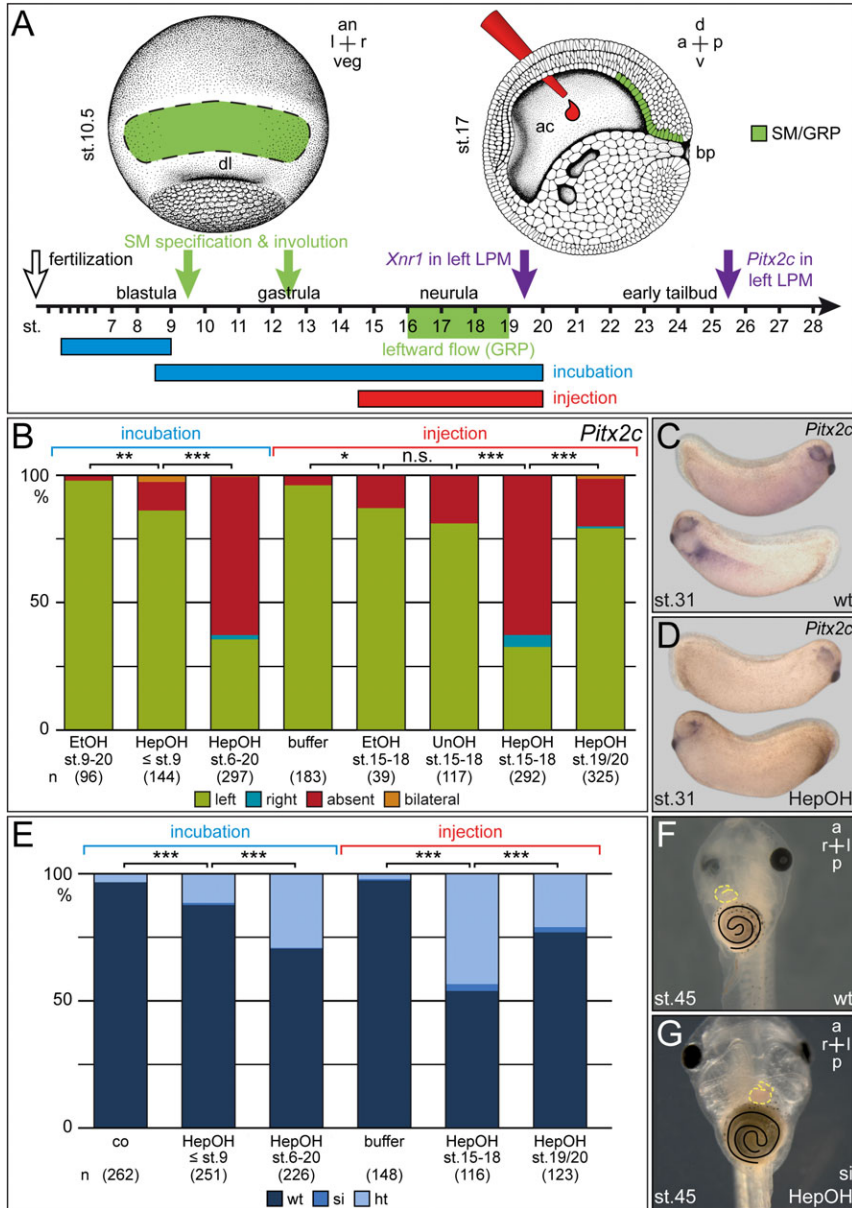 A
an
l + r
veg
st.10.5
dl
d
a + p
v
st.17
ac
bp
SM/GRP
SM specification & involution
fertilization
Xnr1 in left LPM
Pitx2c in
left LPM
blastula
gastrula
neurula
early tailbud
st.
7 8 9 10 11 12 13 14 15 16 17 18 19 20 21 22 23 24 25 26 27 28
leftward flow (GRP)
incubation
injection
B
incubation
injection
Pitx2c
** *** * n.s. *** ***
100
%
50
0
EtOH
st.9-20
(96)
HepOH
≤ st.9
(144)
HepOH
st.6-20
(297)
buffer
(183)
EtOH
st.15-18
(39)
UnOH
st.15-18
(117)
HepOH
st.15-18
(292)
HepOH
st.19/20
(325)
n
left right absent bilateral
C
Pitx2c
st.31
wt
D
Pitx2c
st.31
HepOH
E
incubation
injection
*** *** *** ***
100
%
50
0
co
(262)
HepOH
≤ st.9
(251)
HepOH
st.6-20
(226)
buffer
(148)
HepOH
st.15-18
(116)
HepOH
st.19/20
(123)
n
wt si ht
F
a
r + l
p
st.45
wt
G
a
r + l
p
si
st.45
HepOH